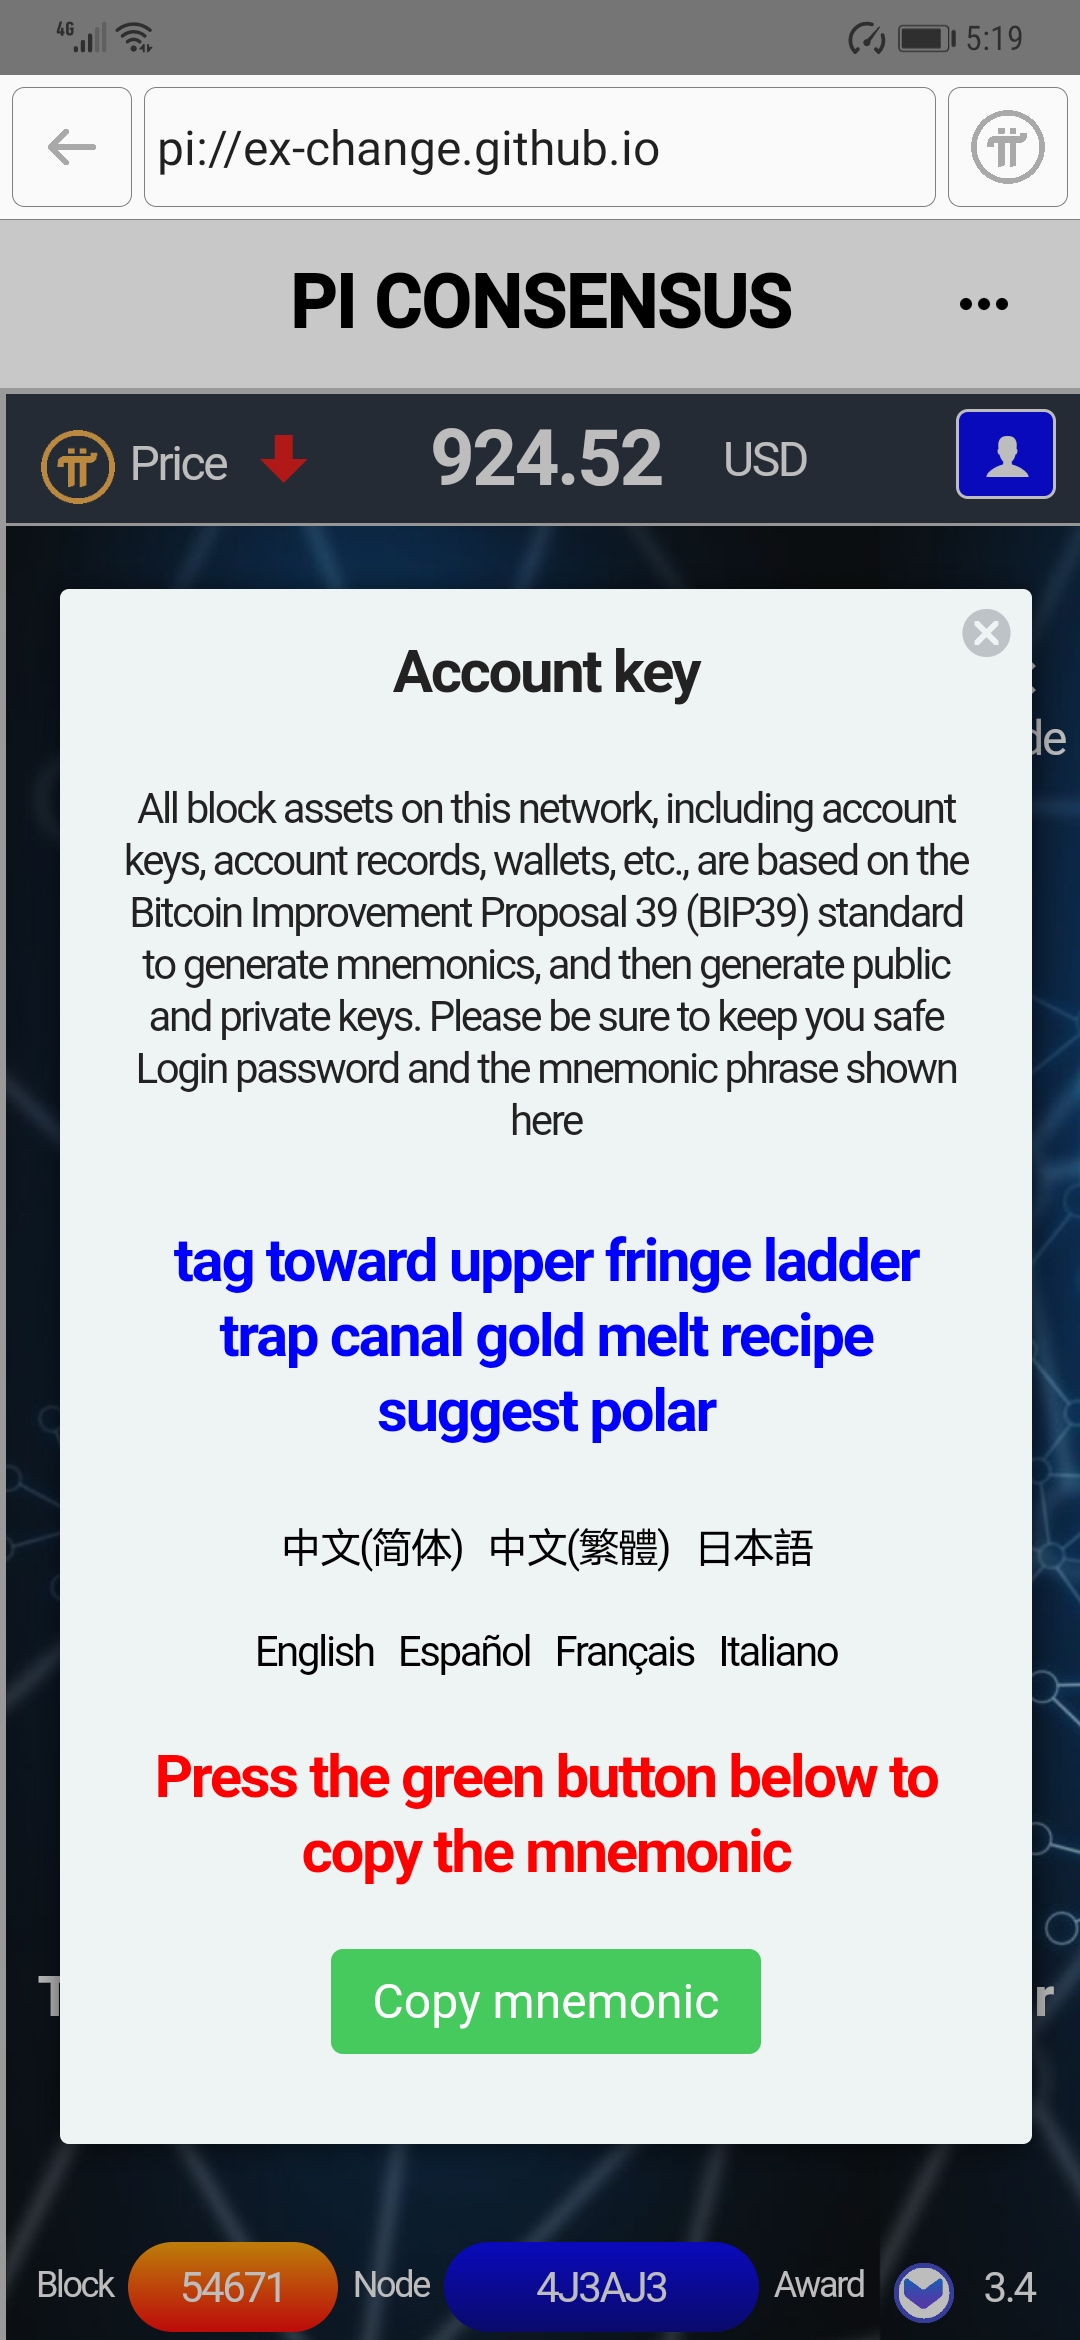 4G
5:19
pi://ex-change.github.io
PI CONSENSUS
Price 924.52 USD
de
Account key
All block assets on this network, including account
keys, account records, wallets, etc., are based on the
Bitcoin Improvement Proposal 39 (BIP39) standard
to generate mnemonics, and then generate public
and private keys. Please be sure to keep you safe
Login password and the mnemonic phrase shown
here
tag toward upper fringe ladder
trap canal gold melt recipe
suggest polar
中文(简体) 中文(繁體) 日本語
English Español Français Italiano
Press the green button below to
copy the mnemonic
T
r
Copy mnemonic
Block 54671 Node 4J3AJ3 Award 3.4